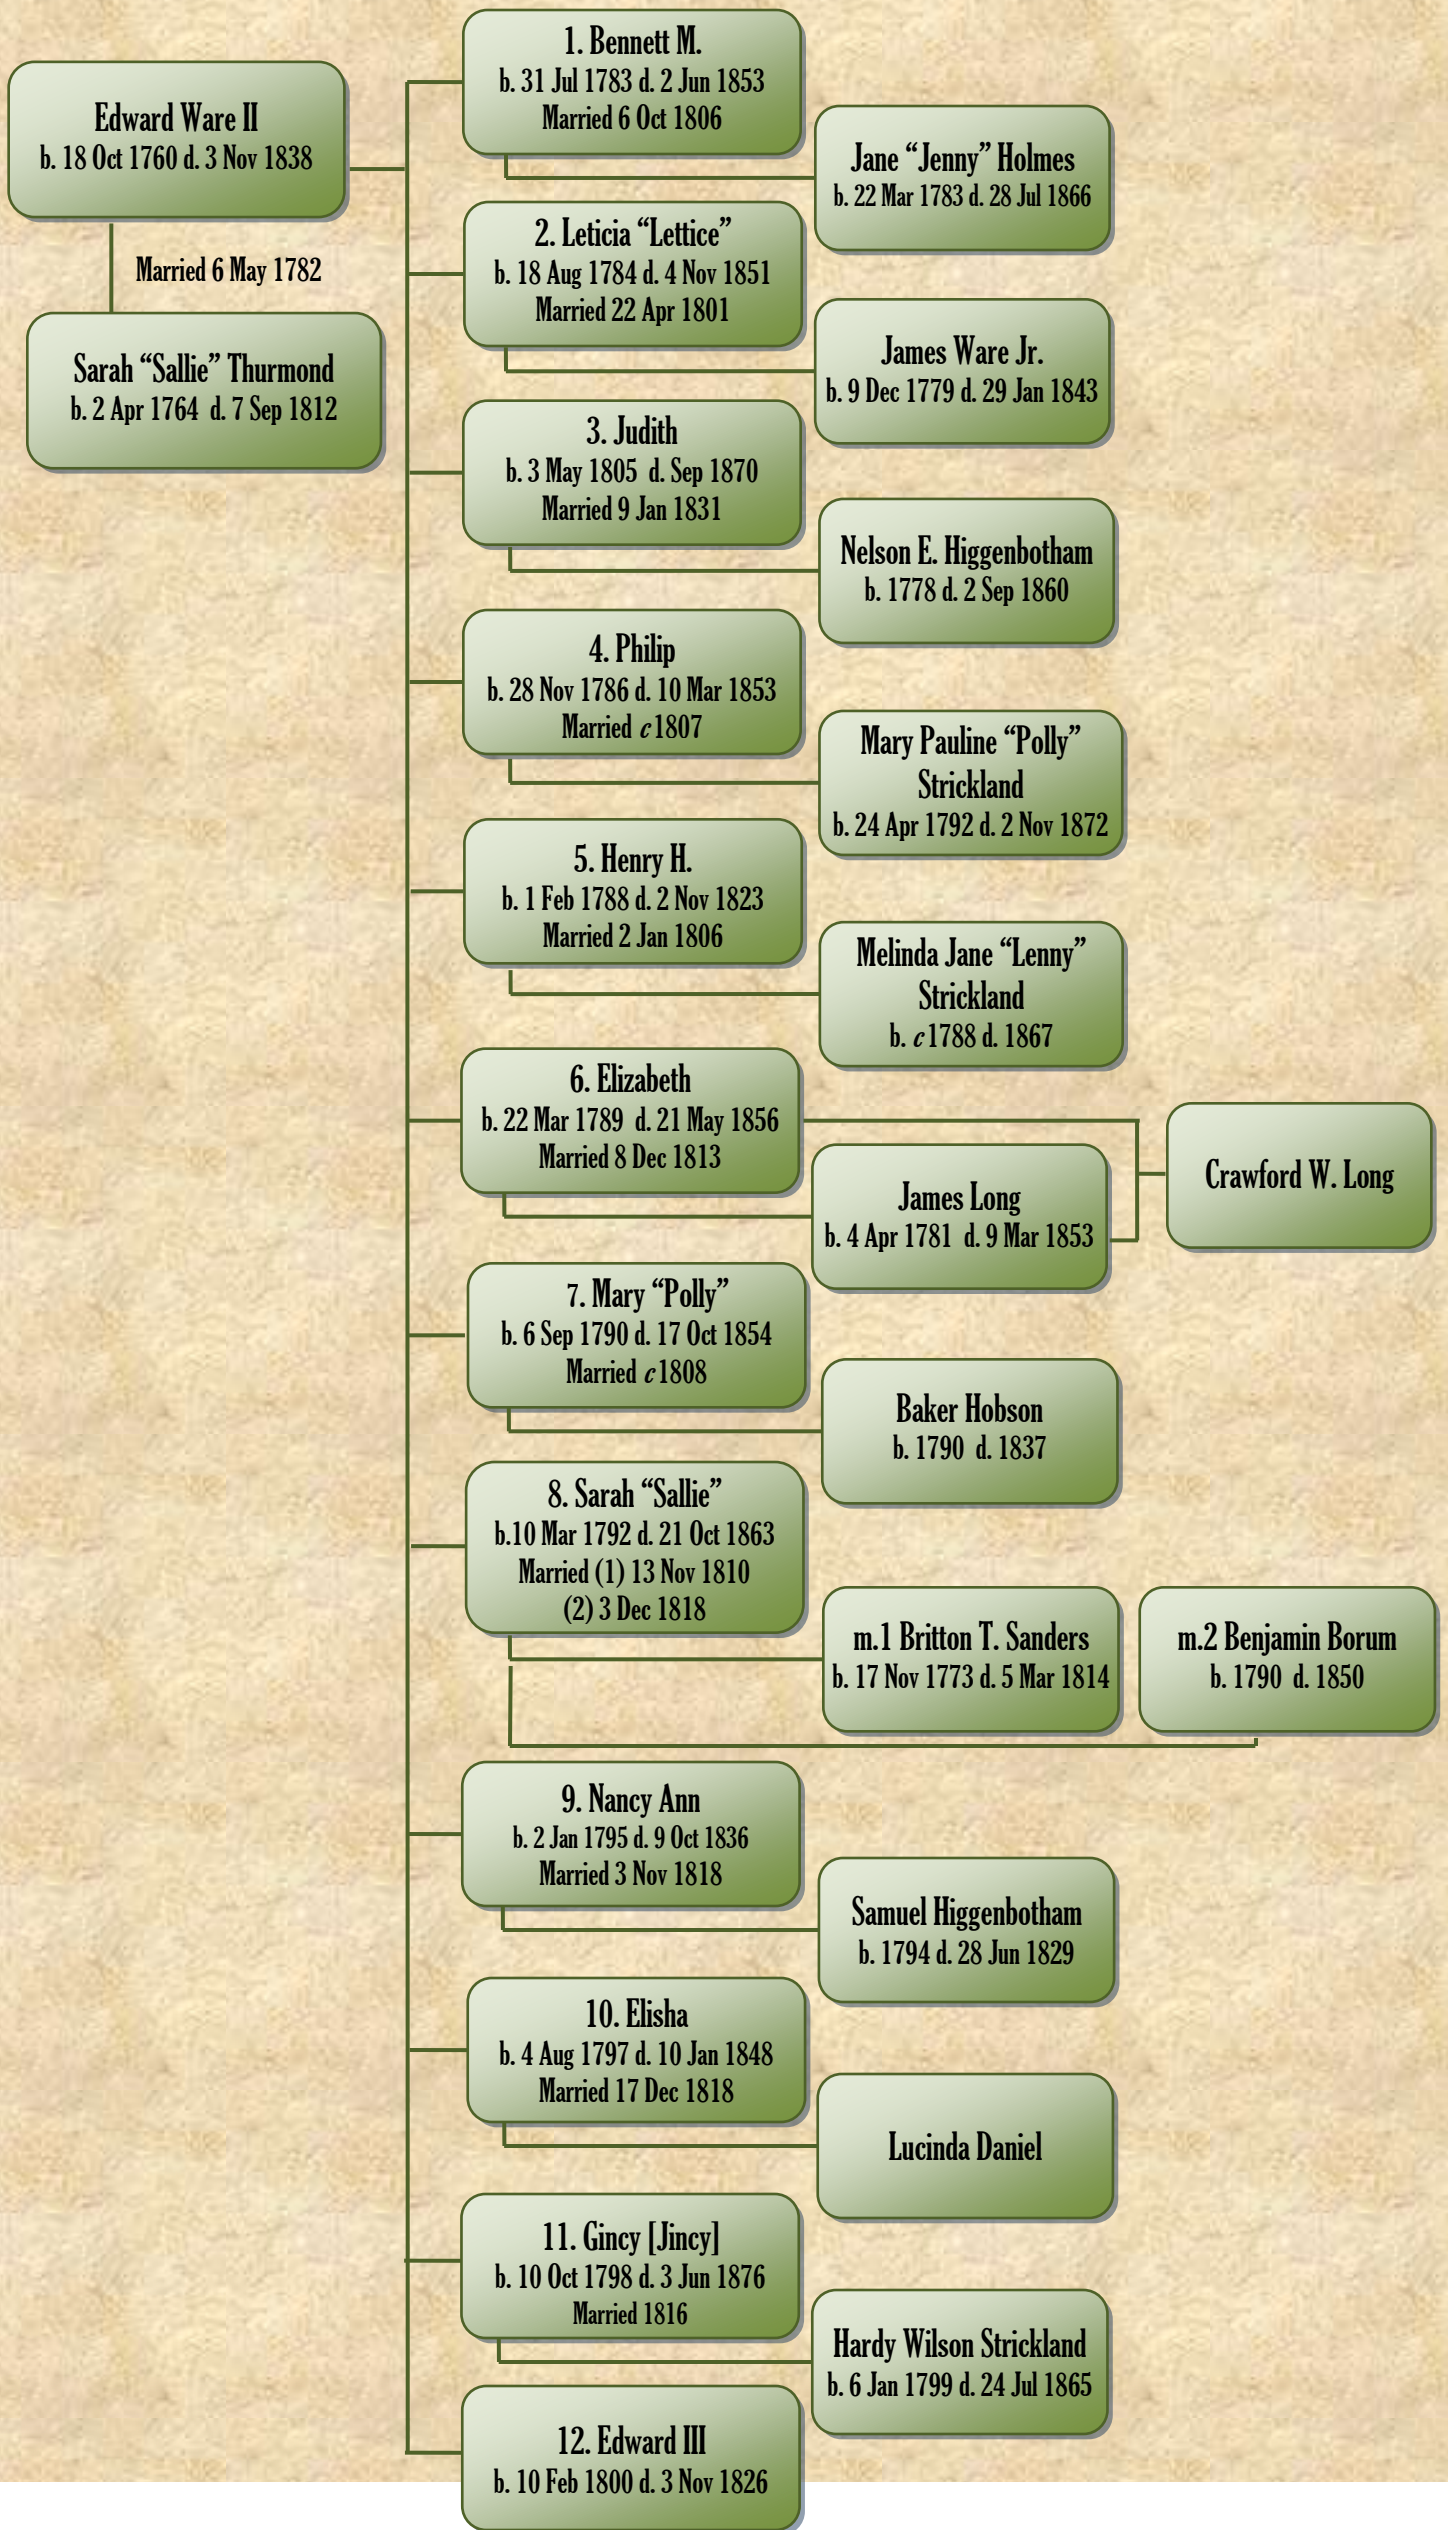 Edward Ware II
b. 18 Oct 1760 d. 3 Nov 1838
Married 6 May 1782
Sarah “Sallie” Thurmond
b. 2 Apr 1764 d. 7 Sep 1812
1. Bennett M.
b. 31 Jul 1783 d. 2 Jun 1853
Married 6 Oct 1806
Jane “Jenny” Holmes
b. 22 Mar 1783 d. 28 Jul 1866
2. Leticia “Lettice”
b. 18 Aug 1784 d. 4 Nov 1851
Married 22 Apr 1801
James Ware Jr.
b. 9 Dec 1779 d. 29 Jan 1843
3. Judith
b. 3 May 1805 d. Sep 1870
Married 9 Jan 1831
Nelson E. Higgenbotham
b. 1778 d. 2 Sep 1860
4. Philip
b. 28 Nov 1786 d. 10 Mar 1853
Married c 1807
Mary Pauline “Polly”
Strickland
b. 24 Apr 1792 d. 2 Nov 1872
5. Henry H.
b. 1 Feb 1788 d. 2 Nov 1823
Married 2 Jan 1806
Melinda Jane “Lenny”
Strickland
b. c 1788 d. 1867
6. Elizabeth
b. 22 Mar 1789 d. 21 May 1856
Married 8 Dec 1813
James Long
b. 4 Apr 1781 d. 9 Mar 1853
Crawford W. Long
7. Mary “Polly”
b. 6 Sep 1790 d. 17 Oct 1854
Married c 1808
Baker Hobson
b. 1790 d. 1837
8. Sarah “Sallie”
b.10 Mar 1792 d. 21 Oct 1863
Married (1) 13 Nov 1810
(2) 3 Dec 1818
m.1 Britton T. Sanders
b. 17 Nov 1773 d. 5 Mar 1814
m.2 Benjamin Borum
b. 1790 d. 1850
9. Nancy Ann
b. 2 Jan 1795 d. 9 Oct 1836
Married 3 Nov 1818
Samuel Higgenbotham
b. 1794 d. 28 Jun 1829
10. Elisha
b. 4 Aug 1797 d. 10 Jan 1848
Married 17 Dec 1818
Lucinda Daniel
11. Gincy [Jincy]
b. 10 Oct 1798 d. 3 Jun 1876
Married 1816
Hardy Wilson Strickland
b. 6 Jan 1799 d. 24 Jul 1865
12. Edward III
b. 10 Feb 1800 d. 3 Nov 1826